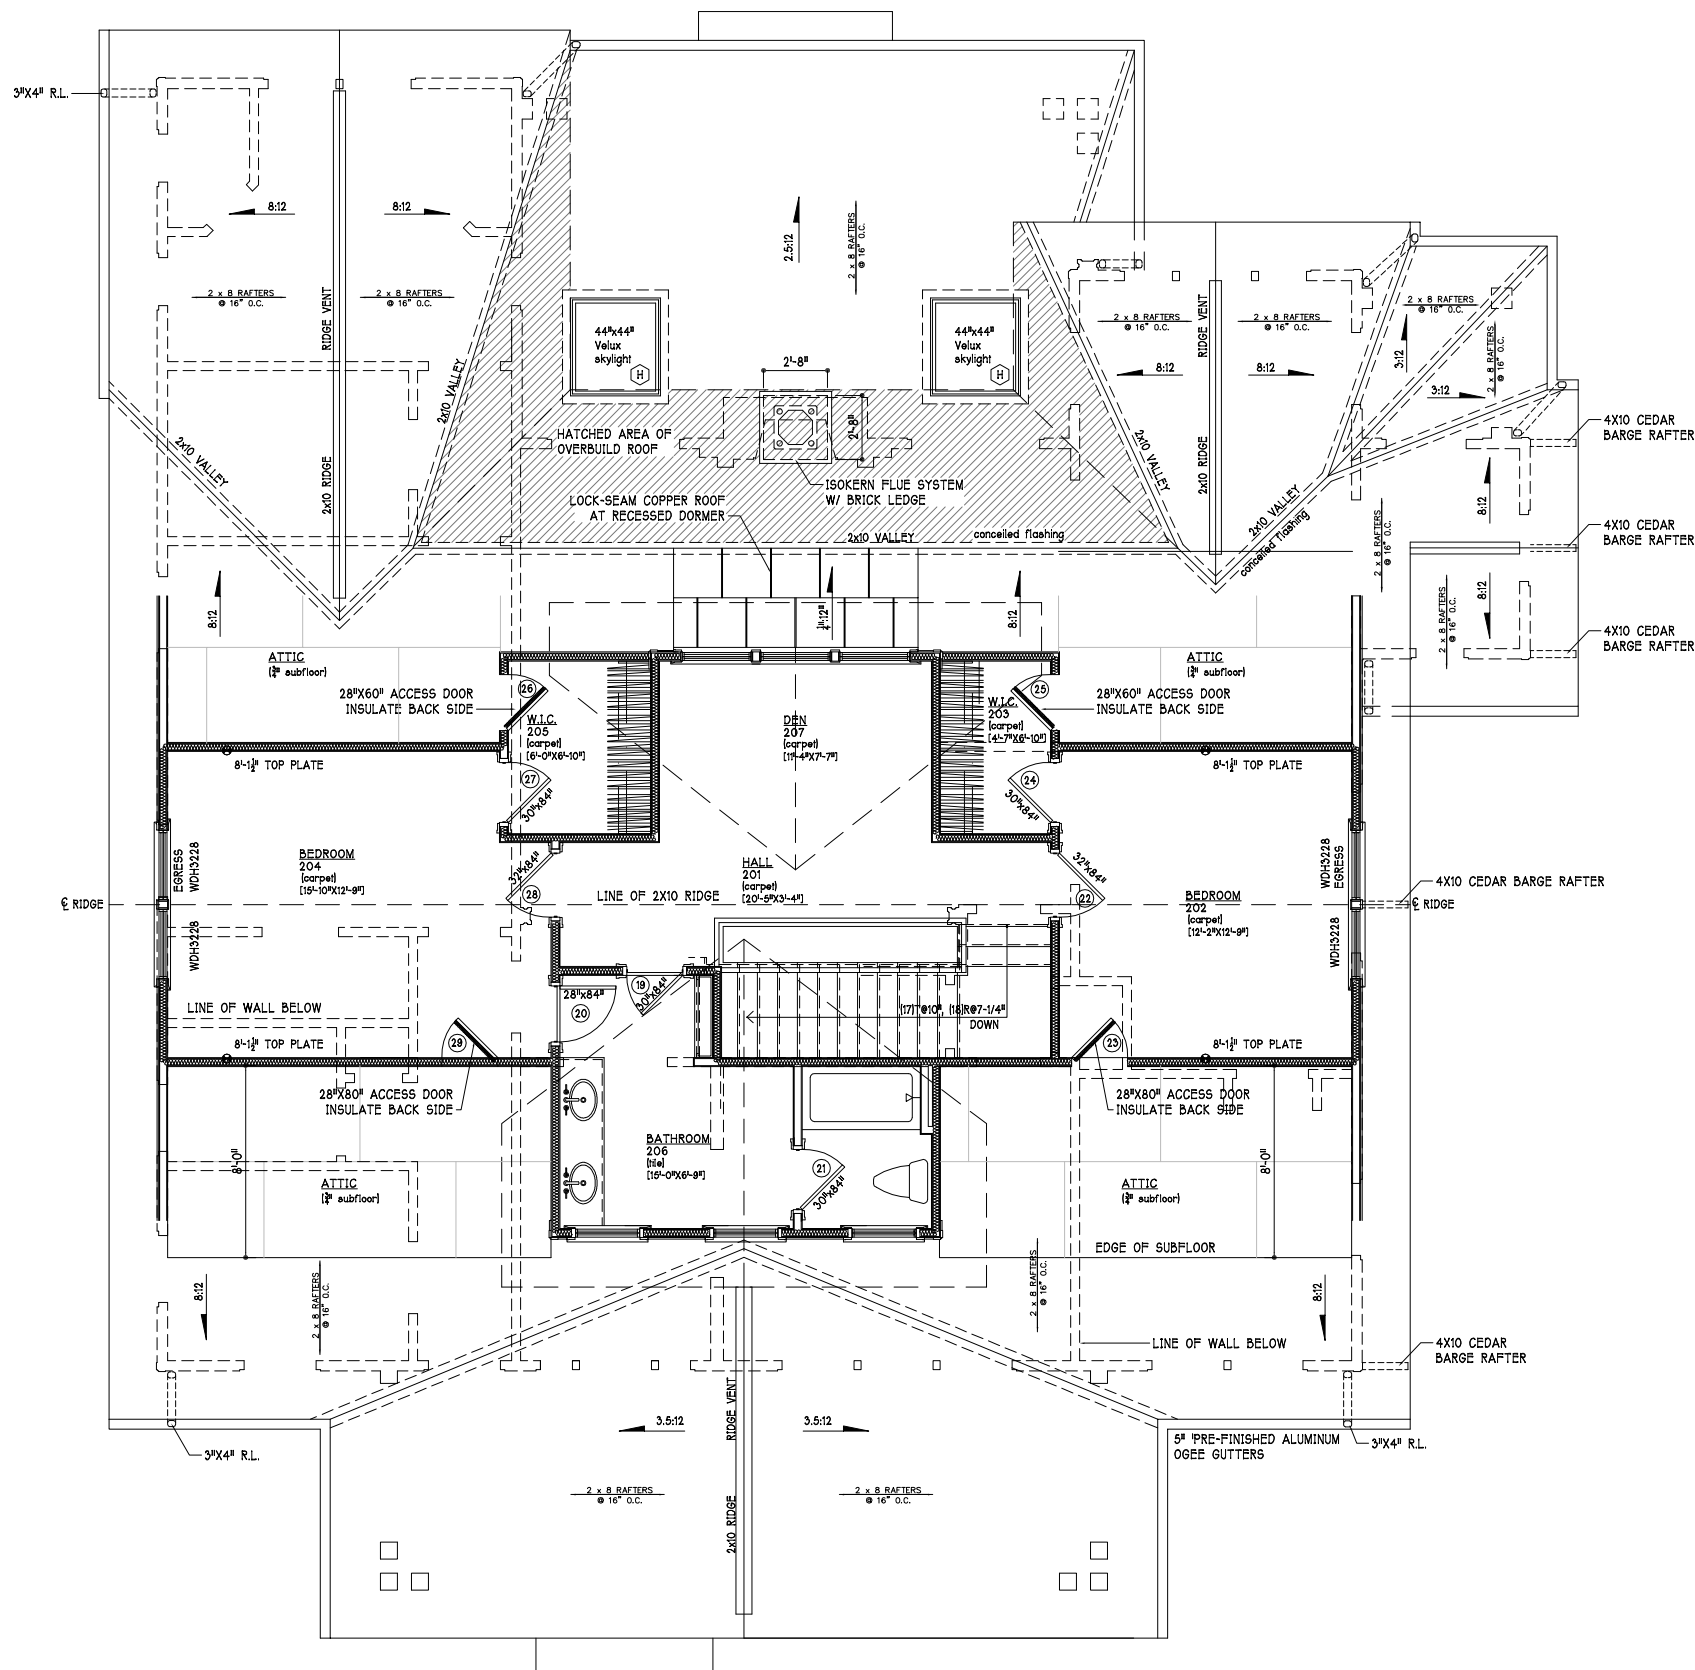 3"X4" R.L.
8:12
8:12
2 x 8 RAFTERS
@ 16" O.C.
2 x 8 RAFTERS
@ 16" O.C.
RIDGE VENT
2x10 RIDGE
2x10 VALLEY
2x10 VALLEY
2.5:12
2 x 8 RAFTERS
@ 16" O.C.
44"x44"
Velux
skylight
H
44"x44"
Velux
skylight
H
2'-8"
2'-8"
HATCHED AREA OF
OVERBUILD ROOF
ISOKERN FLUE SYSTEM
W/ BRICK LEDGE
LOCK-SEAM COPPER ROOF
AT RECESSED DORMER
2x10 VALLEY
concelled flashing
2 x 8 RAFTERS
@ 16" O.C.
2 x 8 RAFTERS
@ 16" O.C.
RIDGE VENT
2x10 RIDGE
8:12
8:12
2x10 VALLEY
2x10 VALLEY
concelled flashing
2 x 8 RAFTERS
@ 16" O.C.
3:12
3:12
2 x 8 RAFTERS
@ 16" O.C.
4X10 CEDAR
BARGE RAFTER
8:12
2 x 8 RAFTERS
@ 16" O.C.
4X10 CEDAR
BARGE RAFTER
8:12
2 x 8 RAFTERS
@ 16" O.C.
4X10 CEDAR
BARGE RAFTER
8:12
8:12
ATTIC
(3/4" subfloor)
28"X60" ACCESS DOOR
INSULATE BACK SIDE
26
W.I.C.
205
(carpet)
[6'-0"X6'-10"]
DEN
207
(carpet)
[11'-4"X7'-7"]
W.I.C.
203
(carpet)
[4'-7"X6'-10"]
25
ATTIC
(3/4" subfloor)
28"X60" ACCESS DOOR
INSULATE BACK SIDE
8'-1½" TOP PLATE
27
30"x84"
24
30"x84"
8'-1½" TOP PLATE
EGRESS
WDH3228
WDH3228
BEDROOM
204
(carpet)
[15'-10"X12'-9"]
32"x84"
28
HALL
201
(carpet)
[20'-5"X3'-4"]
LINE OF 2X10 RIDGE
32"x84"
22
BEDROOM
202
(carpet)
[12'-2"X12'-9"]
WDH3228
EGRESS
WDH3228
4X10 CEDAR BARGE RAFTER
℄ RIDGE
℄ RIDGE
LINE OF WALL BELOW
8'-1½" TOP PLATE
29
28"x84"
20
19
30"x84"
(17)T@10", (18)R@7-1/4"
DOWN
23
8'-1½" TOP PLATE
28"X80" ACCESS DOOR
INSULATE BACK SIDE
28"X80" ACCESS DOOR
INSULATE BACK SIDE
BATHROOM
206
(tile)
[15'-0"X6'-9"]
21
30"x84"
8'-0"
8'-0"
ATTIC
(3/4" subfloor)
ATTIC
(3/4" subfloor)
EDGE OF SUBFLOOR
8:12
2 x 8 RAFTERS
@ 16" O.C.
2 x 8 RAFTERS
@ 16" O.C.
8:12
LINE OF WALL BELOW
4X10 CEDAR
BARGE RAFTER
3"X4" R.L.
3.5:12
3.5:12
RIDGE VENT
2x10 RIDGE
5" 'PRE-FINISHED ALUMINUM
OGEE GUTTERS
3"X4" R.L.
2 x 8 RAFTERS
@ 16" O.C.
2 x 8 RAFTERS
@ 16" O.C.